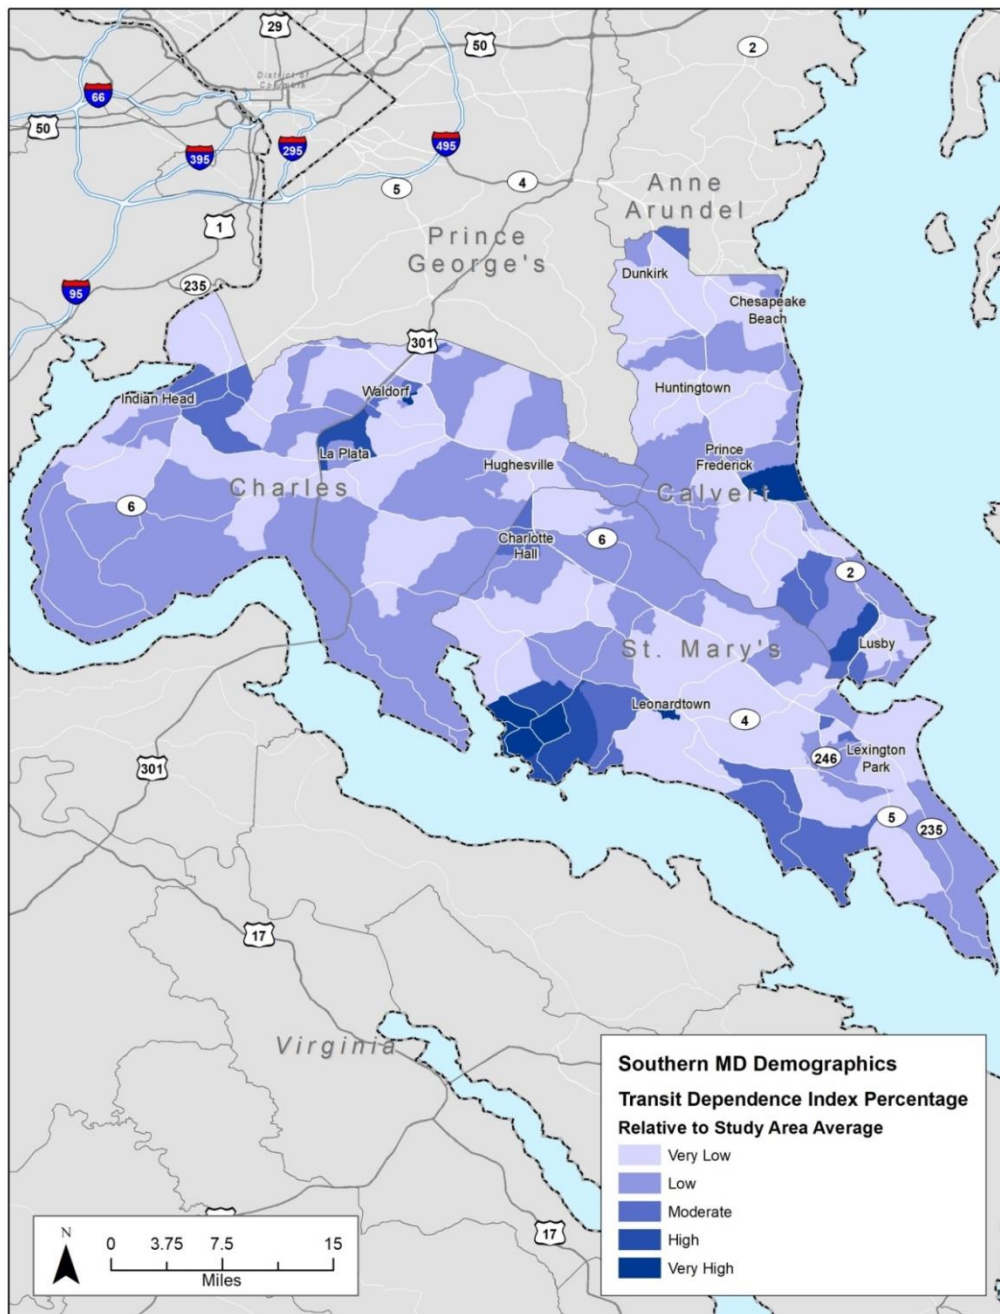 29
50
2
District of
Columbia
66
50
395
295
495
5
4
1
Anne
Arundel
Prince
George's
235
95
Dunkirk
Chesapeake
Beach
301
Indian Head
Waldorf
Huntingtown
La Plata
Prince
Frederick
Hughesville
Charles
Calvert
6
Charlotte
Hall
6
2
St. Mary's
Lusby
Leonardtown
4
246
Lexington
Park
301
5
235
17
Virginia
Southern MD Demographics
Transit Dependence Index Percentage
Relative to Study Area Average
Very Low
Low
Moderate
High
Very High
N
0 3.75 7.5 15
Miles
17